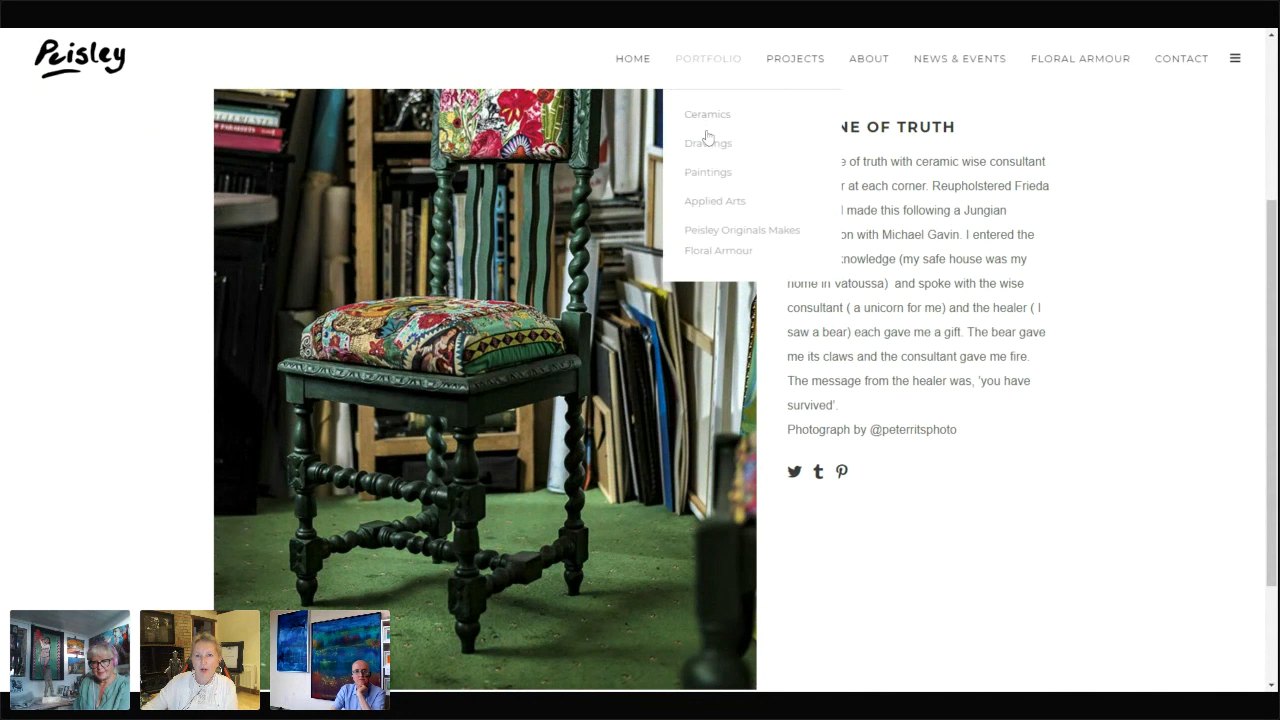 Peisley
HOME PORTFOLIO PROJECTS ABOUT NEWS & EVENTS FLORAL ARMOUR CONTACT
Ceramics
Drawings
Paintings
Applied Arts
Peisley Originals Makes
Floral Armour
NE OF TRUTH
e of truth with ceramic wise consultant
r at each corner. Reupholstered Frieda
made this following a Jungian
on with Michael Gavin. I entered the
knowledge (my safe house was my
home in Vatoussa) and spoke with the wise
consultant ( a unicorn for me) and the healer ( I
saw a bear) each gave me a gift. The bear gave
me its claws and the consultant gave me fire.
The message from the healer was, 'you have
survived'.
Photograph by @peterritsphoto